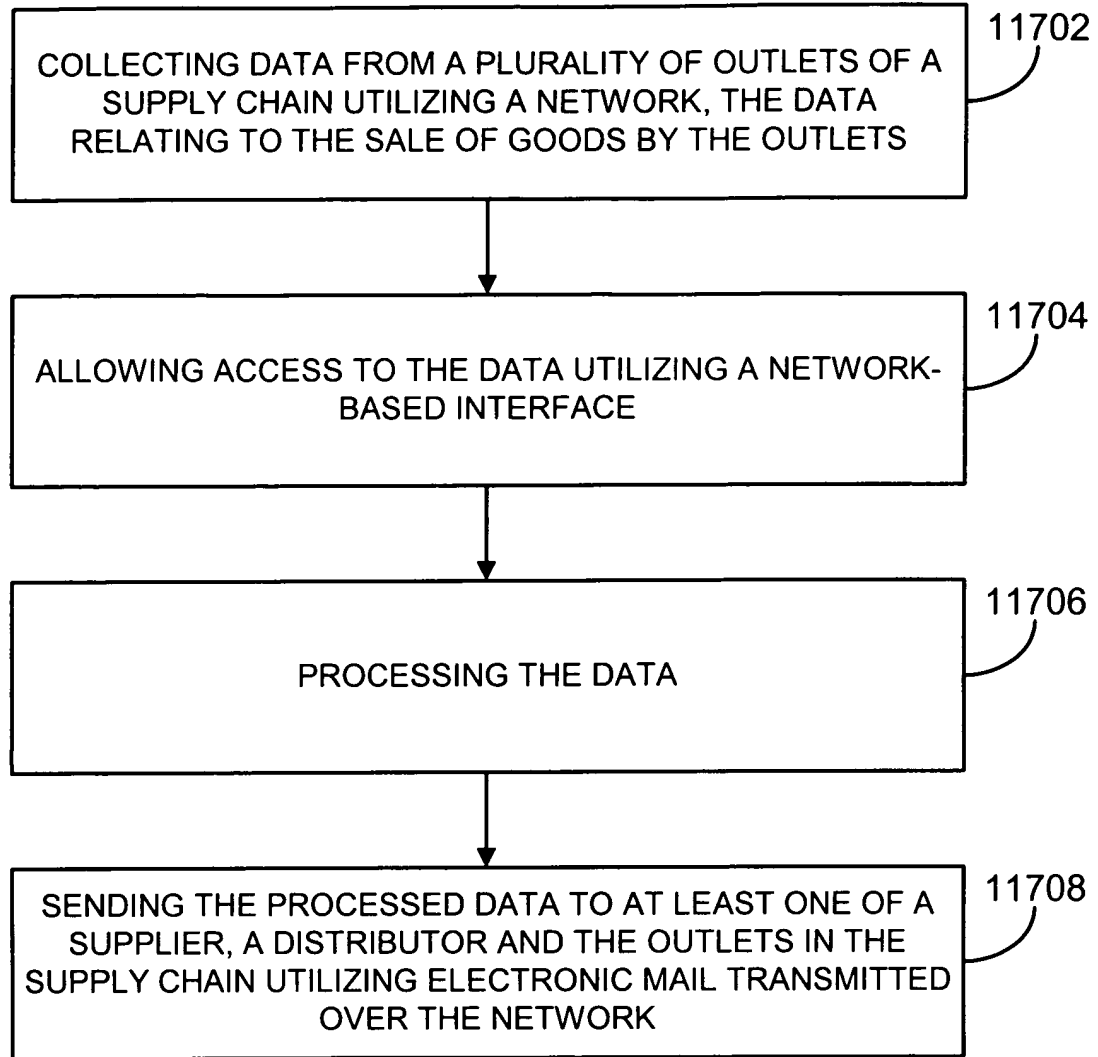 11702
COLLECTING DATA FROM A PLURALITY OF OUTLETS OF A
SUPPLY CHAIN UTILIZING A NETWORK, THE DATA
RELATING TO THE SALE OF GOODS BY THE OUTLETS
11704
ALLOWING ACCESS TO THE DATA UTILIZING A NETWORK-
BASED INTERFACE
11706
PROCESSING THE DATA
11708
SENDING THE PROCESSED DATA TO AT LEAST ONE OF A
SUPPLIER, A DISTRIBUTOR AND THE OUTLETS IN THE
SUPPLY CHAIN UTILIZING ELECTRONIC MAIL TRANSMITTED
OVER THE NETWORK